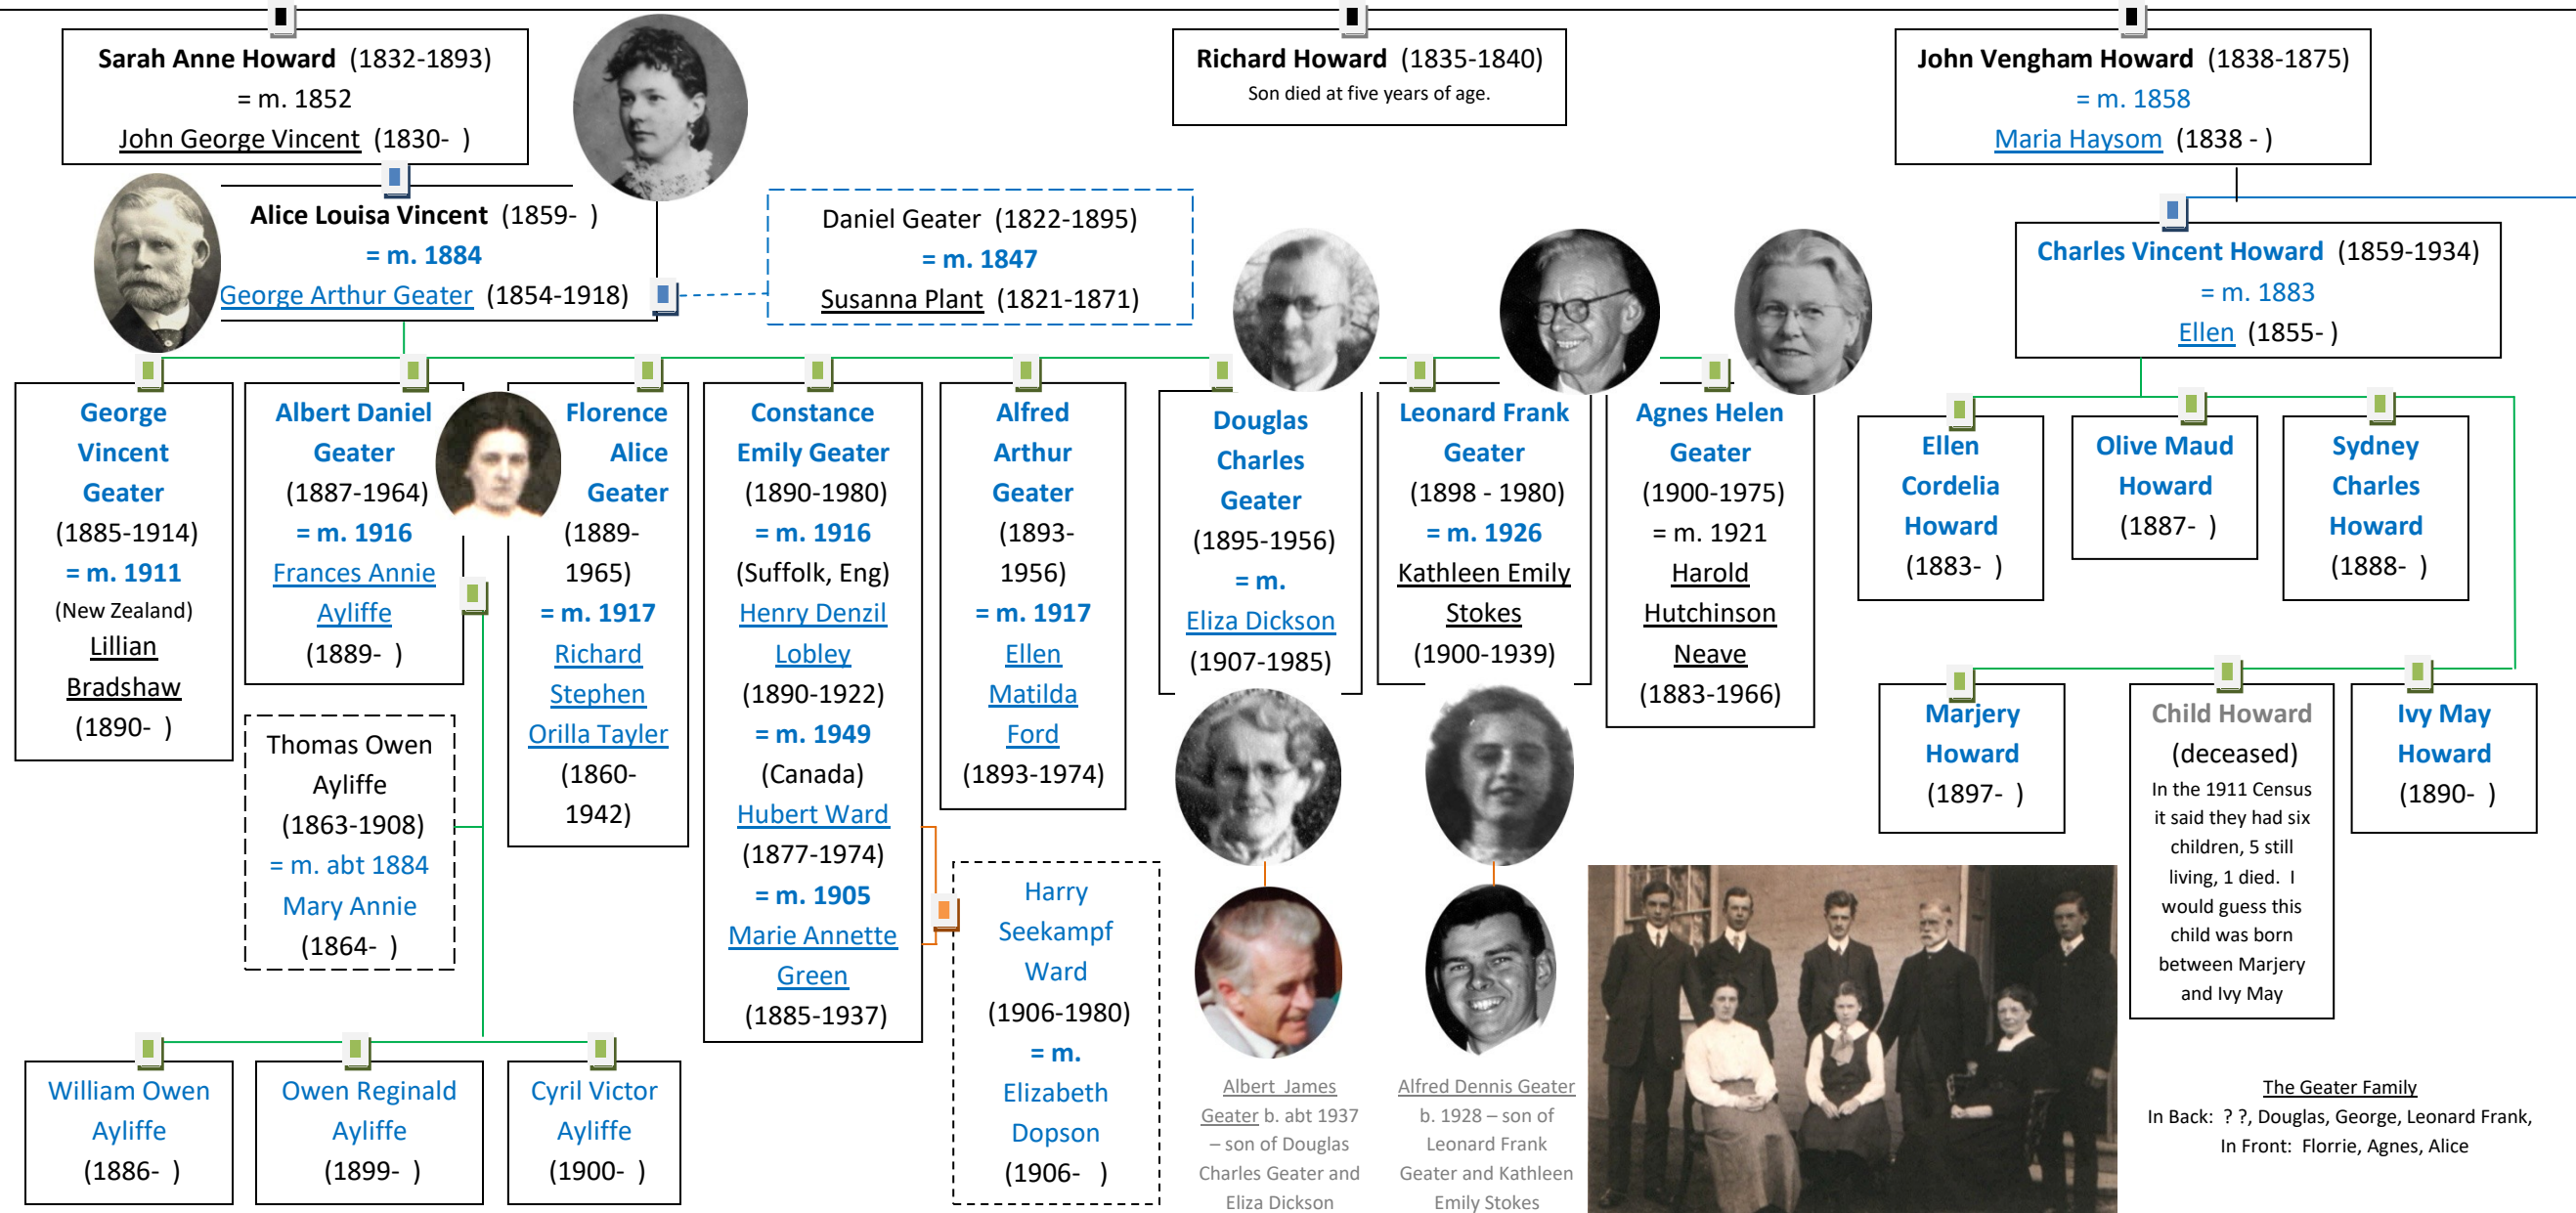 Sarah Anne Howard (1832-1893)
= m. 1852
John George Vincent (1830- )
Richard Howard (1835-1840)
Son died at five years of age.
John Vengham Howard (1838-1875)
= m. 1858
Maria Haysom (1838 - )
Alice Louisa Vincent (1859- )
= m. 1884
George Arthur Geater (1854-1918)
Daniel Geater (1822-1895)
= m. 1847
Susanna Plant (1821-1871)
Charles Vincent Howard (1859-1934)
= m. 1883
Ellen (1855- )
George
Vincent
Geater
(1885-1914)
= m. 1911
(New Zealand)
Lillian
Bradshaw
(1890- )
Albert Daniel
Geater
(1887-1964)
= m. 1916
Frances Annie
Ayliffe
(1889- )
Florence
Alice
Geater
(1889-
1965)
= m. 1917
Richard
Stephen
Orilla Tayler
(1860-
1942)
Constance
Emily Geater
(1890-1980)
= m. 1916
(Suffolk, Eng)
Henry Denzil
Lobley
(1890-1922)
= m. 1949
(Canada)
Hubert Ward
(1877-1974)
= m. 1905
Marie Annette
Green
(1885-1937)
Alfred
Arthur
Geater
(1893-
1956)
= m. 1917
Ellen
Matilda
Ford
(1893-1974)
Douglas
Charles
Geater
(1895-1956)
= m.
Eliza Dickson
(1907-1985)
Leonard Frank
Geater
(1898 - 1980)
= m. 1926
Kathleen Emily
Stokes
(1900-1939)
Agnes Helen
Geater
(1900-1975)
= m. 1921
Harold
Hutchinson
Neave
(1883-1966)
Ellen
Cordelia
Howard
(1883- )
Olive Maud
Howard
(1887- )
Sydney
Charles
Howard
(1888- )
Marjery
Howard
(1897- )
Child Howard
(deceased)
In the 1911 Census
it said they had six
children, 5 still
living, 1 died. I
would guess this
child was born
between Marjery
and Ivy May
Ivy May
Howard
(1890- )
Thomas Owen
Ayliffe
(1863-1908)
= m. abt 1884
Mary Annie
(1864- )
Harry
Seekampf
Ward
(1906-1980)
= m.
Elizabeth
Dopson
(1906- )
William Owen
Ayliffe
(1886- )
Owen Reginald
Ayliffe
(1899- )
Cyril Victor
Ayliffe
(1900- )
Albert James
Geater b. abt 1937
– son of Douglas
Charles Geater and
Eliza Dickson
Alfred Dennis Geater
b. 1928 – son of
Leonard Frank
Geater and Kathleen
Emily Stokes
The Geater Family
In Back: ? ?, Douglas, George, Leonard Frank,
In Front: Florrie, Agnes, Alice